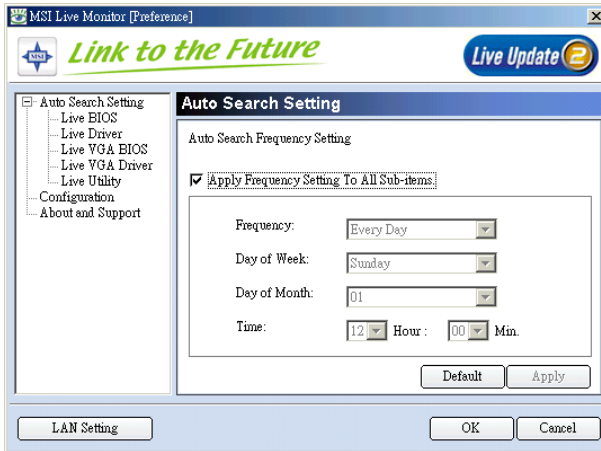 MSI Live Monitor [Preference]
MSI
Link to the Future
Live Update 2
Auto Search Setting
Live BIOS
Live Driver
Live VGA BIOS
Live VGA Driver
Live Utility
Configuration
About and Support
Auto Search Setting
Auto Search Frequency Setting
Apply Frequency Setting To All Sub-items.
Frequency: Every Day
Day of Week: Sunday
Day of Month: 01
Time: 12 Hour : 00 Min.
Default Apply
LAN Setting OK Cancel